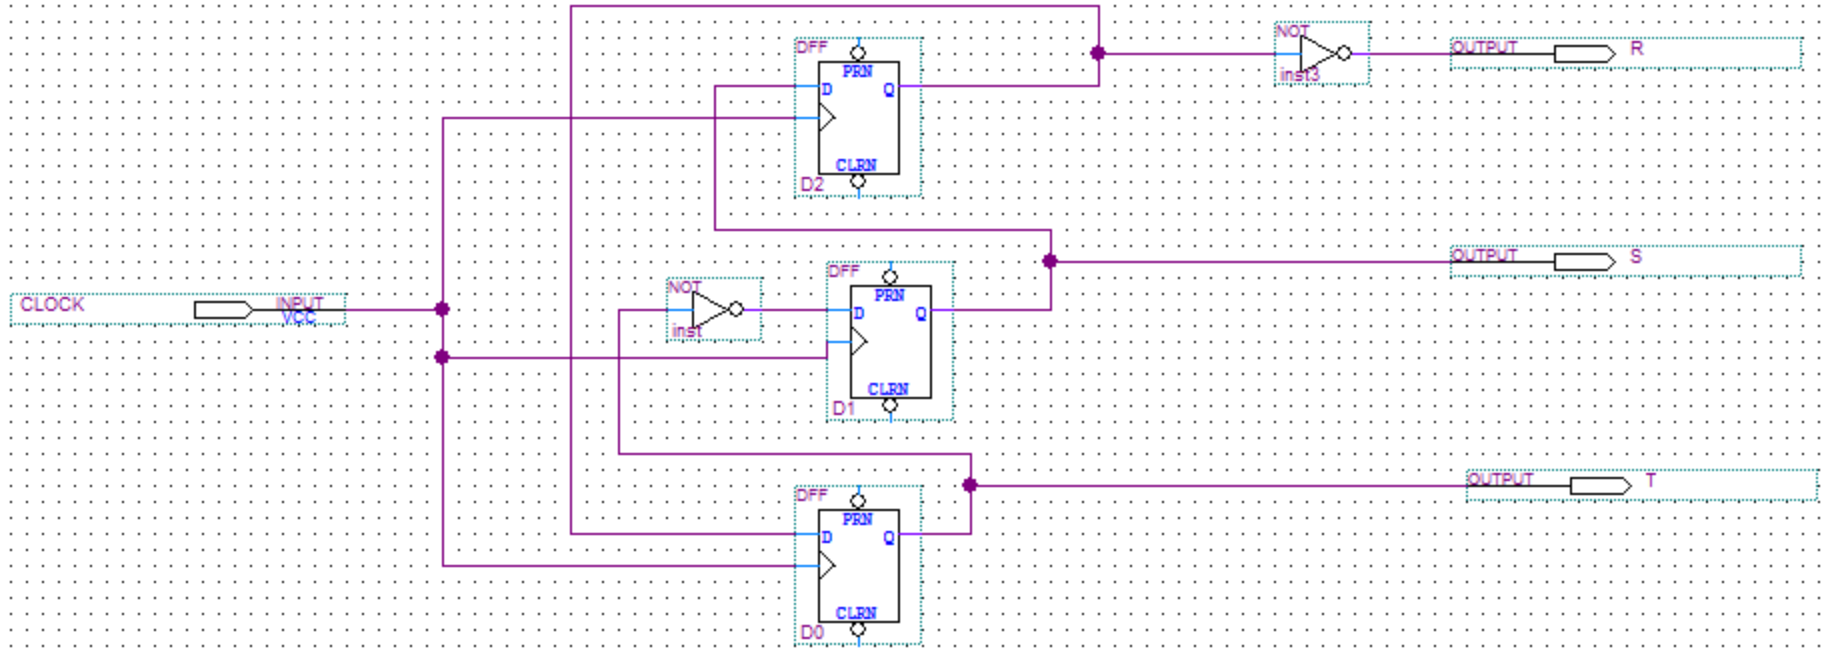 DFF
PRN
D
Q
CLRN
D2
NOT
inst3
OUTPUT
R
OUTPUT
S
CLOCK
INPUT
VCC
NOT
inst
DFF
PRN
D
Q
CLRN
D1
OUTPUT
T
DFF
PRN
D
Q
CLRN
D0